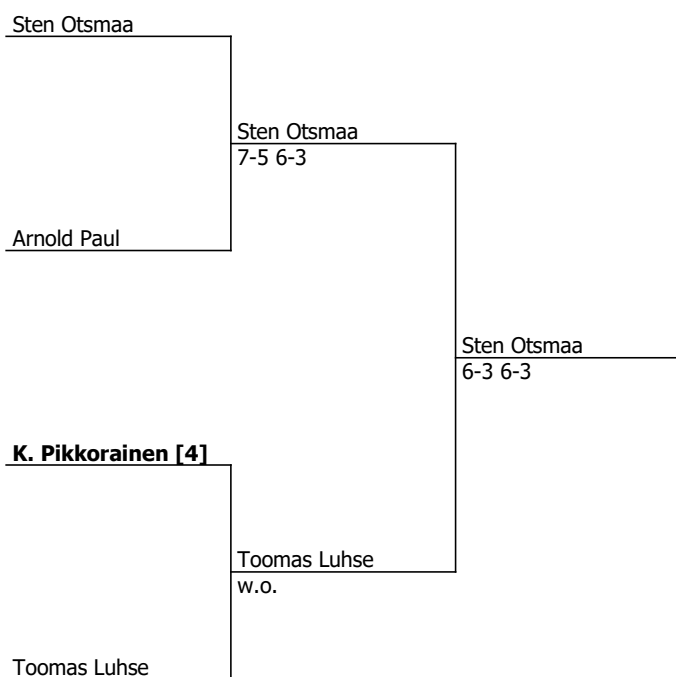 Sten Otsmaa
Sten Otsmaa
7-5 6-3
Arnold Paul
Sten Otsmaa
6-3 6-3
K. Pikkorainen [4]
Toomas Luhse
w.o.
Toomas Luhse